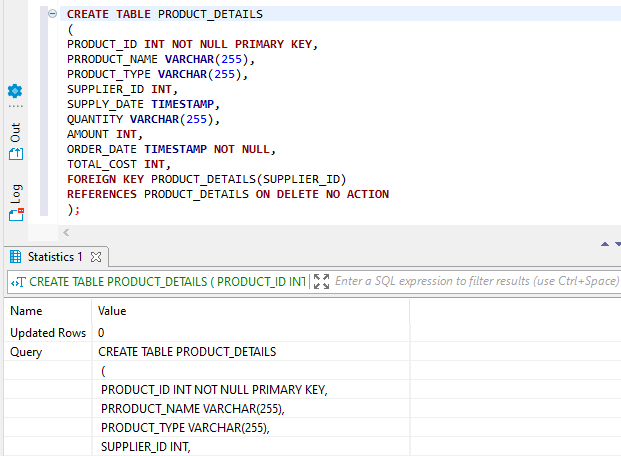 CREATE TABLE PRODUCT_DETAILS
(
PRODUCT_ID INT NOT NULL PRIMARY KEY,
PRRODUCT_NAME VARCHAR(255),
PRODUCT_TYPE VARCHAR(255),
SUPPLIER_ID INT,
SUPPLY_DATE TIMESTAMP,
QUANTITY VARCHAR(255),
AMOUNT INT,
ORDER_DATE TIMESTAMP NOT NULL,
TOTAL_COST INT,
FOREIGN KEY PRODUCT_DETAILS(SUPPLIER_ID)
REFERENCES PRODUCT_DETAILS ON DELETE NO ACTION
);
Out
Log
Statistics 1
CREATE TABLE PRODUCT_DETAILS ( PRODUCT_ID INT
Enter a SQL expression to filter results (use Ctrl+Space)
Name Value
Updated Rows 0
Query CREATE TABLE PRODUCT_DETAILS
(
PRODUCT_ID INT NOT NULL PRIMARY KEY,
PRRODUCT_NAME VARCHAR(255),
PRODUCT_TYPE VARCHAR(255),
SUPPLIER_ID INT,